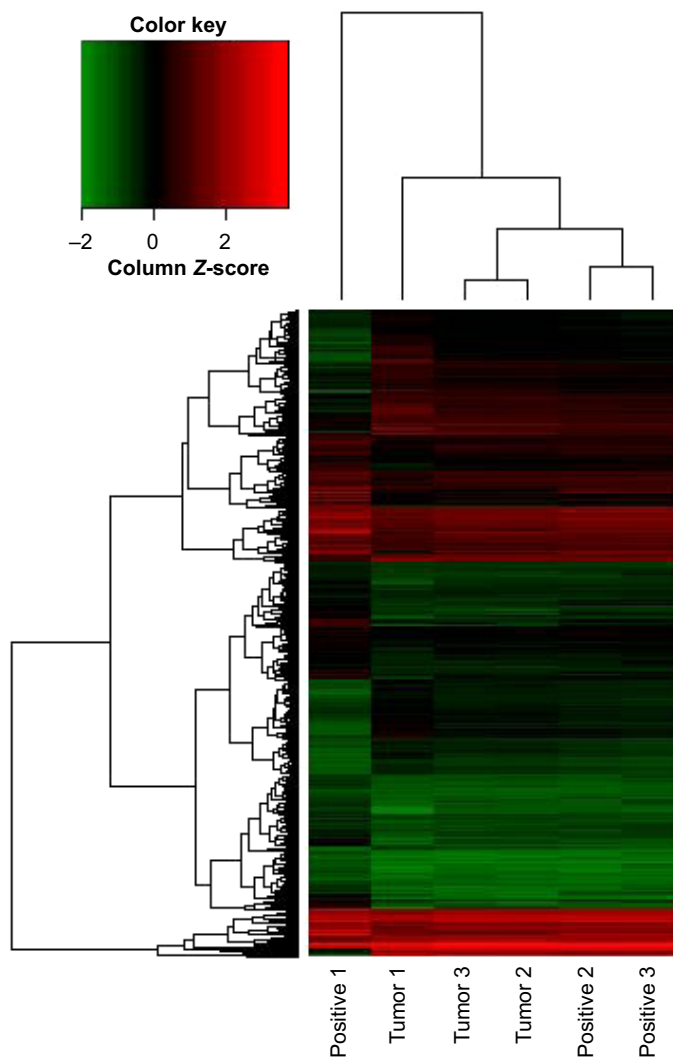 Color key
–2 0 2
Column Z-score
Positive 1
Tumor 1
Tumor 3
Tumor 2
Positive 2
Positive 3